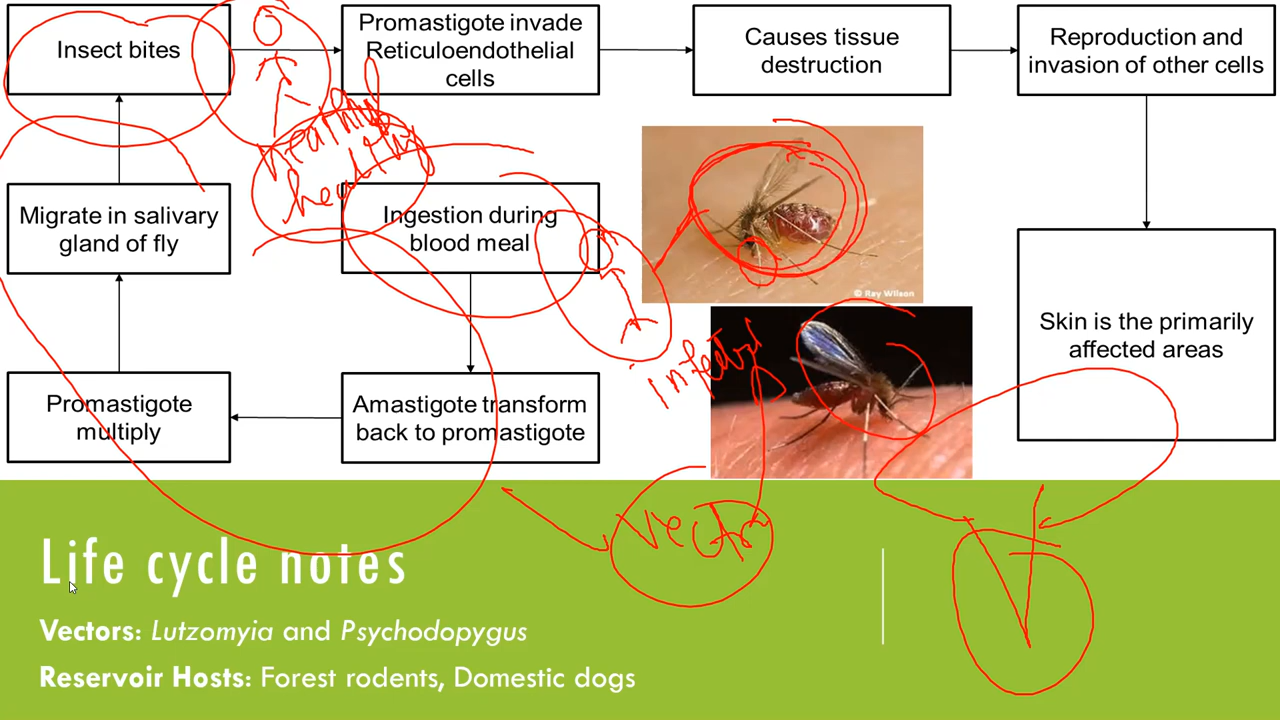 Insect bites
Promastigote invade
Reticuloendothelial
cells
Causes tissue
destruction
Reproduction and
invasion of other cells
Migrate in salivary
gland of fly
healthy
Ingestion during
blood meal
© Ray Wilson
Skin is the primarily
affected areas
infected
Promastigote
multiply
Amastigote transform
back to promastigote
Vector
Life cycle notes
Vectors: Lutzomyia and Psychodopygus
Reservoir Hosts: Forest rodents, Domestic dogs